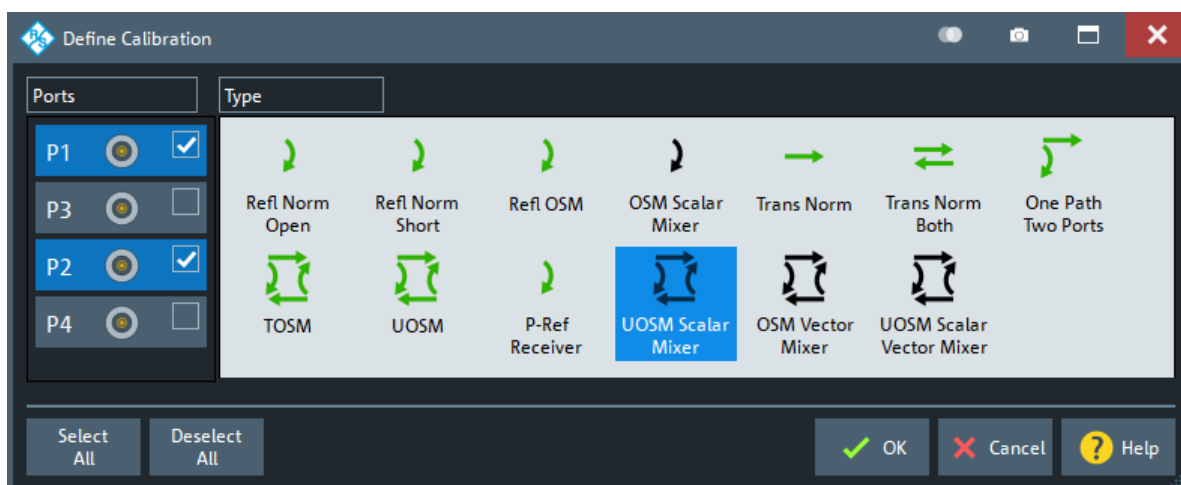 Define Calibration
Ports
Type
P1
P3
P2
P4
Refl Norm
Open
Refl Norm
Short
Refl OSM
OSM Scalar
Mixer
Trans Norm
Trans Norm
Both
One Path
Two Ports
TOSM
UOSM
P-Ref
Receiver
UOSM Scalar
Mixer
OSM Vector
Mixer
UOSM Scalar
Vector Mixer
Select
All
Deselect
All
OK
Cancel
? Help